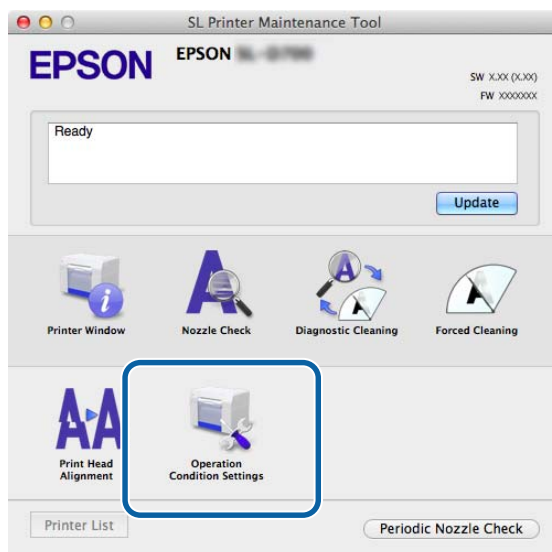 SL Printer Maintenance Tool
EPSON
EPSON
SW X.XX (X.XX)
FW XXXXXXX
Ready
Update
Printer Window
Nozzle Check
Diagnostic Cleaning
Forced Cleaning
Print Head
Alignment
Operation
Condition Settings
Printer List
Periodic Nozzle Check